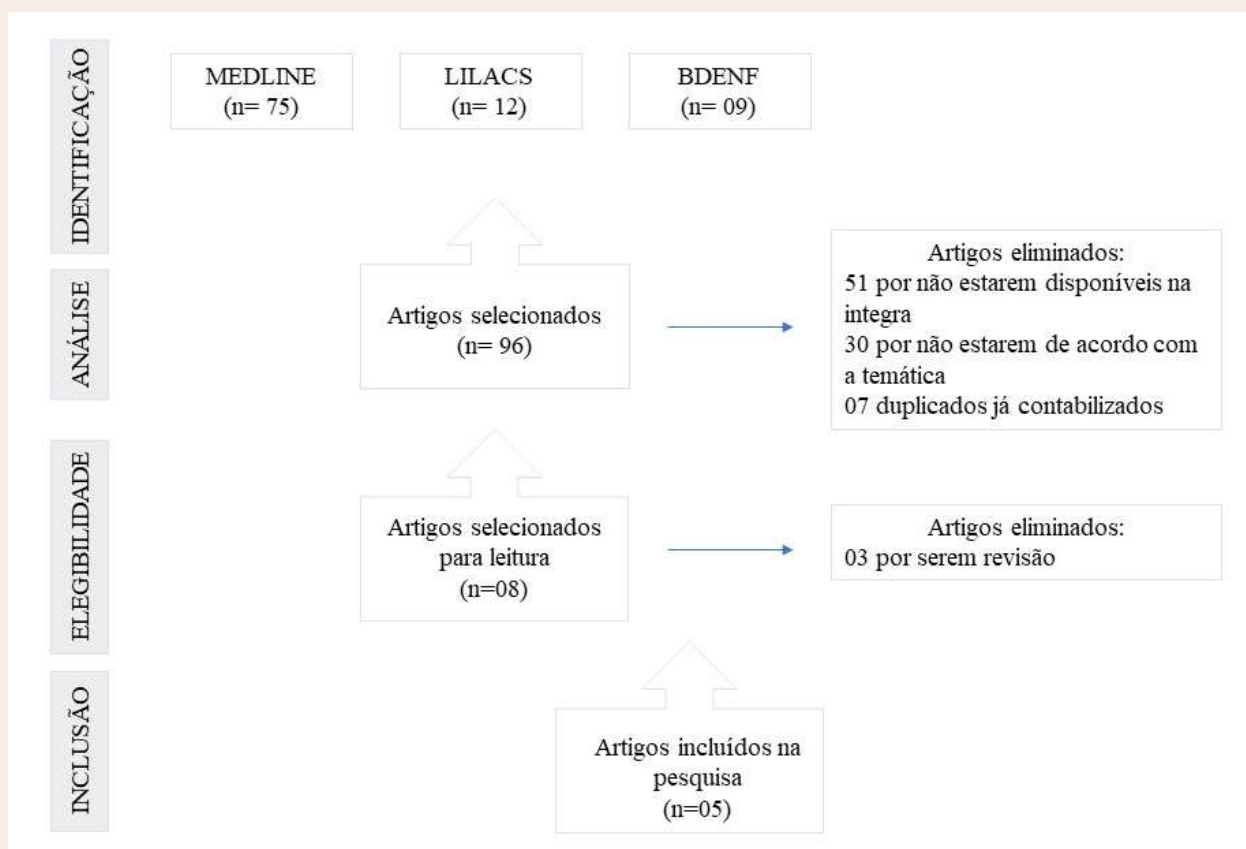 IDENTIFICAÇÃO
MEDLINE
(n= 75)
LILACS
(n= 12)
BDENF
(n= 09)
ANÁLISE
Artigos selecionados
(n= 96)
Artigos eliminados:
51 por não estarem disponíveis na
integra
30 por não estarem de acordo com
a temática
07 duplicados já contabilizados
ELEGIBILIDADE
Artigos selecionados
para leitura
(n=08)
Artigos eliminados:
03 por serem revisão
INCLUSÃO
Artigos incluídos na
pesquisa
(n=05)